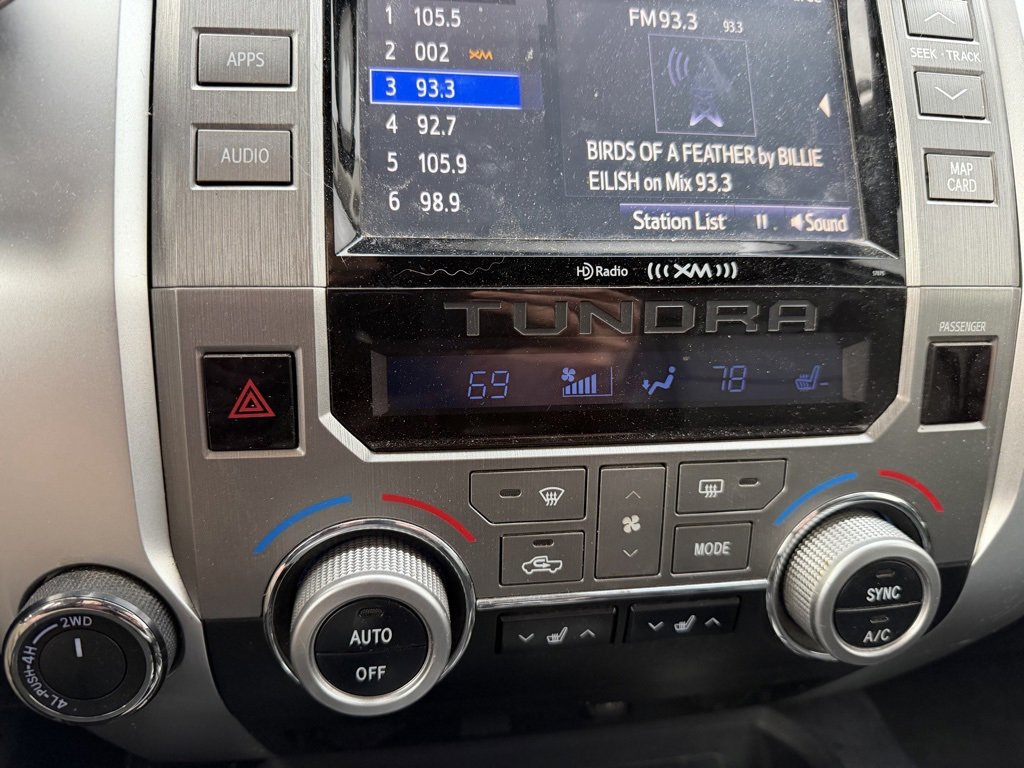 1 105.5
2 002 XM
3 93.3
4 92.7
5 105.9
6 98.9
FM 93.3 93.3
BIRDS OF A FEATHER by BILLIE
EILISH on Mix 93.3
Station List II Sound
APPS
AUDIO
SEEK • TRACK
MAP
CARD
HD Radio (((XM)))
TUNDRA
PASSENGER
69 78
MODE
AUTO
OFF
SYNC
A/C
2WD
4L-PUSH-4H